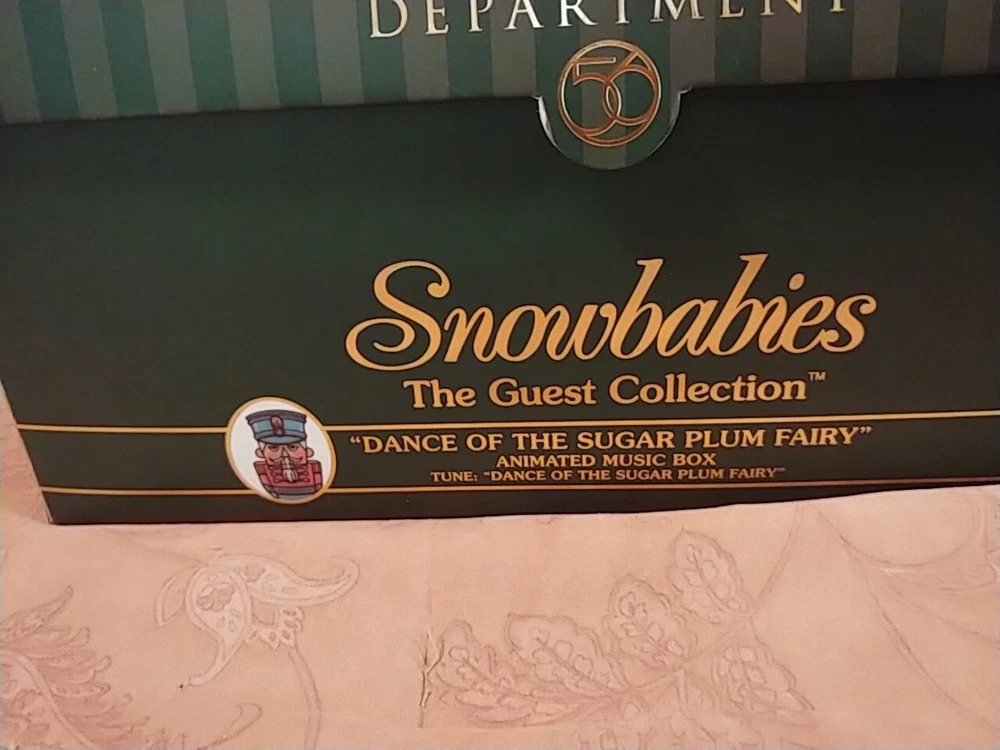 DEPARTMENT
56
Snowbabies
The Guest Collection™
“DANCE OF THE SUGAR PLUM FAIRY”
ANIMATED MUSIC BOX
TUNE: “DANCE OF THE SUGAR PLUM FAIRY”